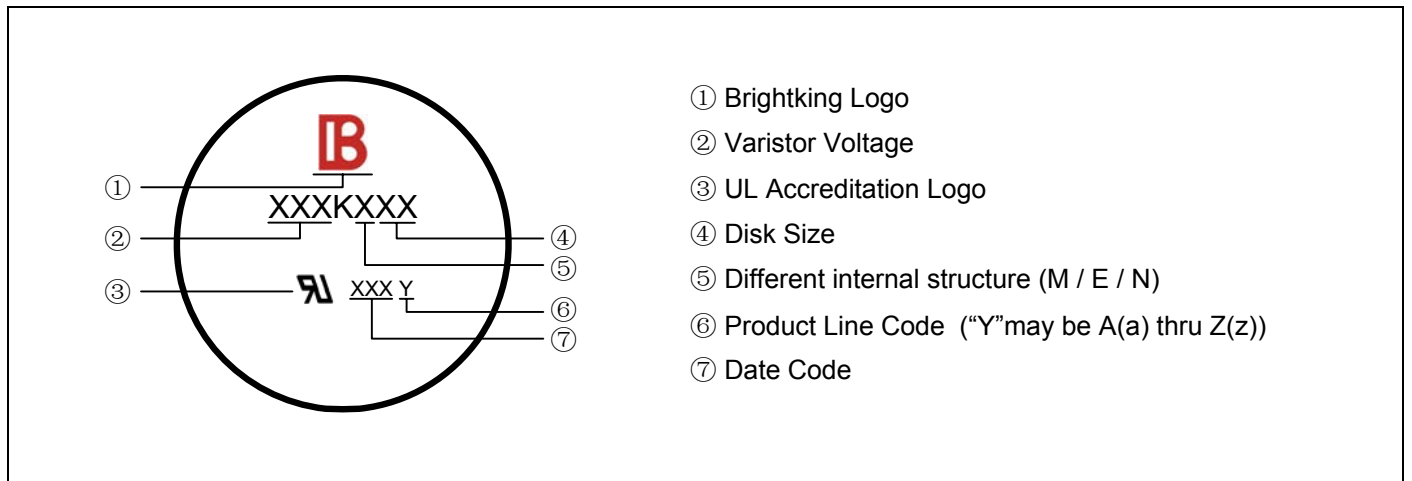 B
XXXKXXX
RU XXX Y
①
②
③
④
⑤
⑥
⑦
① Brightking Logo
② Varistor Voltage
③ UL Accreditation Logo
④ Disk Size
⑤ Different internal structure (M / E / N)
⑥ Product Line Code (“Y”may be A(a) thru Z(z))
⑦ Date Code